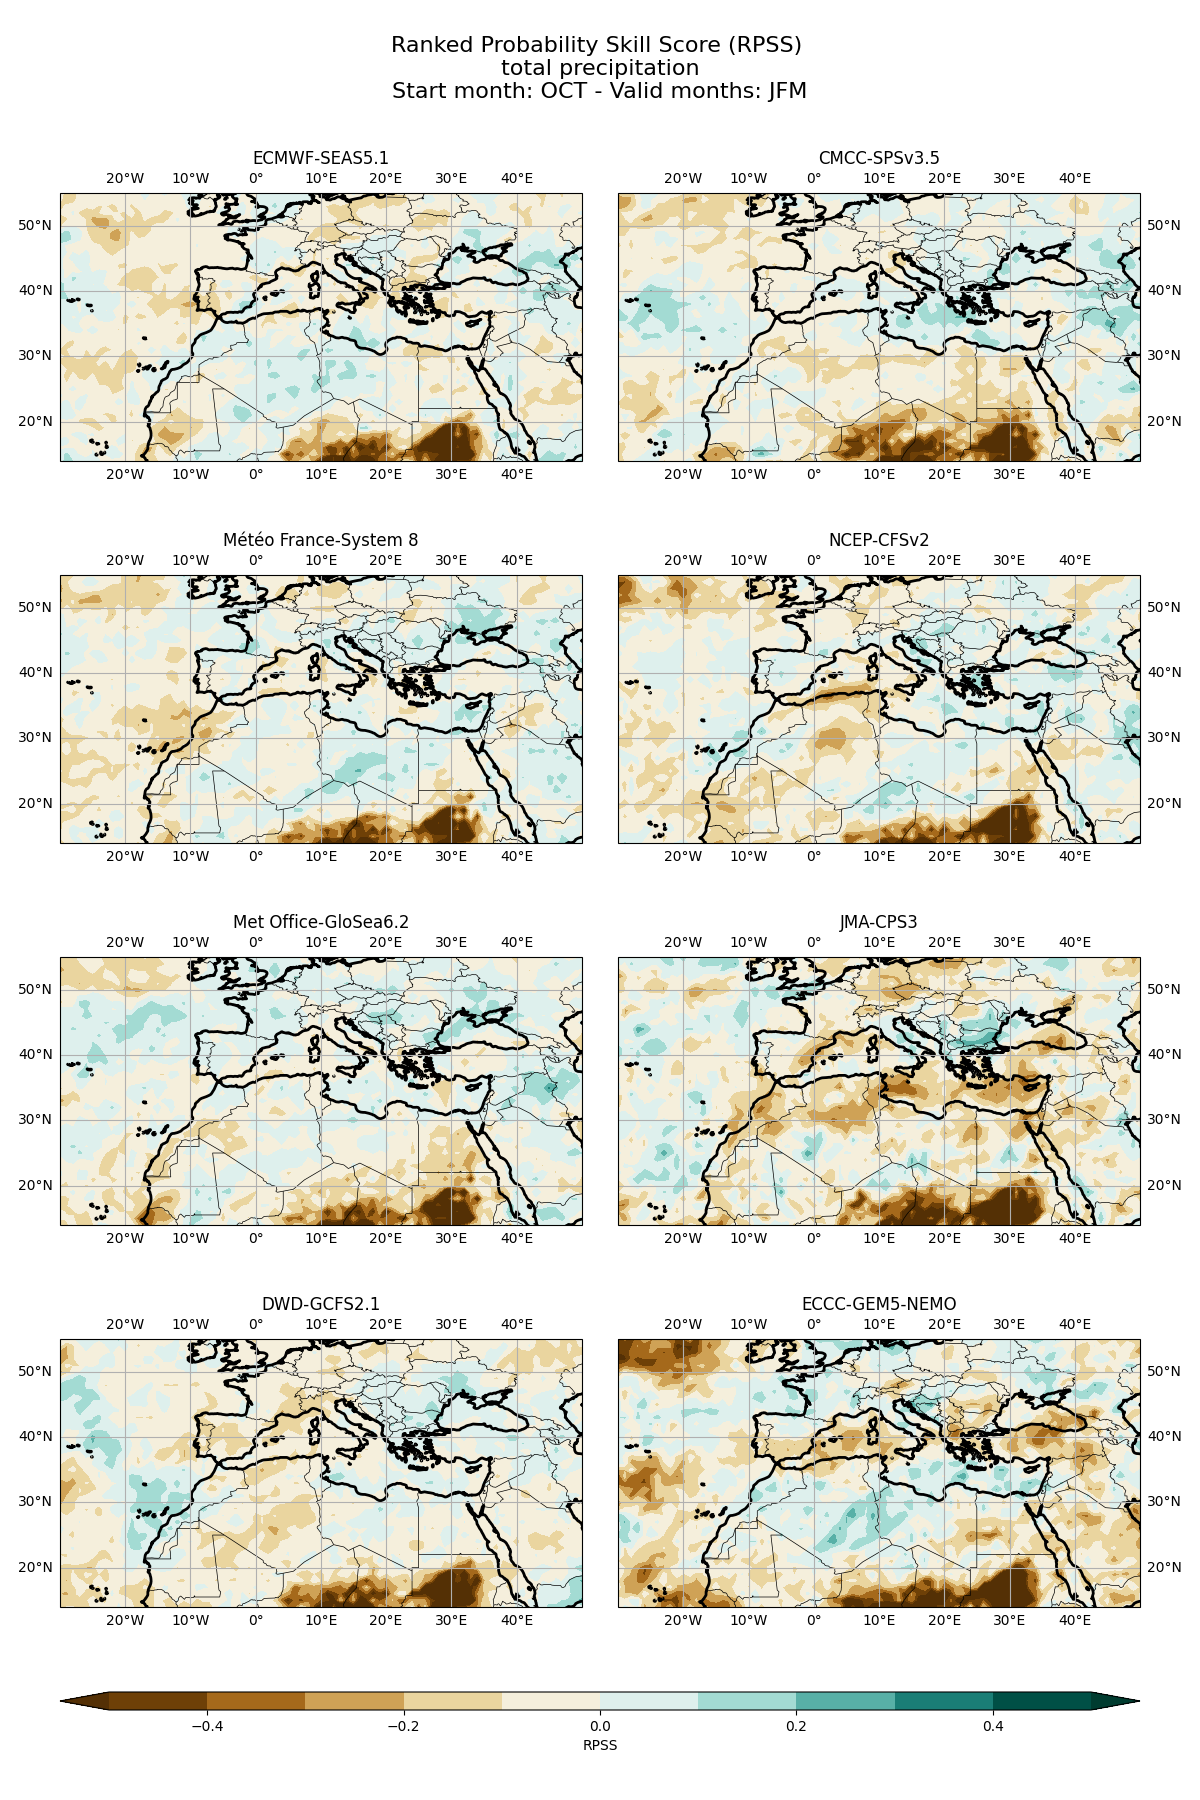 Ranked Probability Skill Score (RPSS)
total precipitation
Start month: OCT - Valid months: JFM
ECMWF-SEAS5.1
20°W 10°W 0° 10°E 20°E 30°E 40°E
50°N
40°N
30°N
20°N
20°W 10°W 0° 10°E 20°E 30°E 40°E
CMCC-SPSv3.5
20°W 10°W 0° 10°E 20°E 30°E 40°E
50°N
40°N
30°N
20°N
20°W 10°W 0° 10°E 20°E 30°E 40°E
Météo France-System 8
20°W 10°W 0° 10°E 20°E 30°E 40°E
50°N
40°N
30°N
20°N
20°W 10°W 0° 10°E 20°E 30°E 40°E
NCEP-CFSv2
20°W 10°W 0° 10°E 20°E 30°E 40°E
50°N
40°N
30°N
20°N
20°W 10°W 0° 10°E 20°E 30°E 40°E
Met Office-GloSea6.2
20°W 10°W 0° 10°E 20°E 30°E 40°E
50°N
40°N
30°N
20°N
20°W 10°W 0° 10°E 20°E 30°E 40°E
JMA-CPS3
20°W 10°W 0° 10°E 20°E 30°E 40°E
50°N
40°N
30°N
20°N
20°W 10°W 0° 10°E 20°E 30°E 40°E
DWD-GCFS2.1
20°W 10°W 0° 10°E 20°E 30°E 40°E
50°N
40°N
30°N
20°N
20°W 10°W 0° 10°E 20°E 30°E 40°E
ECCC-GEM5-NEMO
20°W 10°W 0° 10°E 20°E 30°E 40°E
50°N
40°N
30°N
20°N
20°W 10°W 0° 10°E 20°E 30°E 40°E
−0.4 −0.2 0.0 0.2 0.4
RPSS